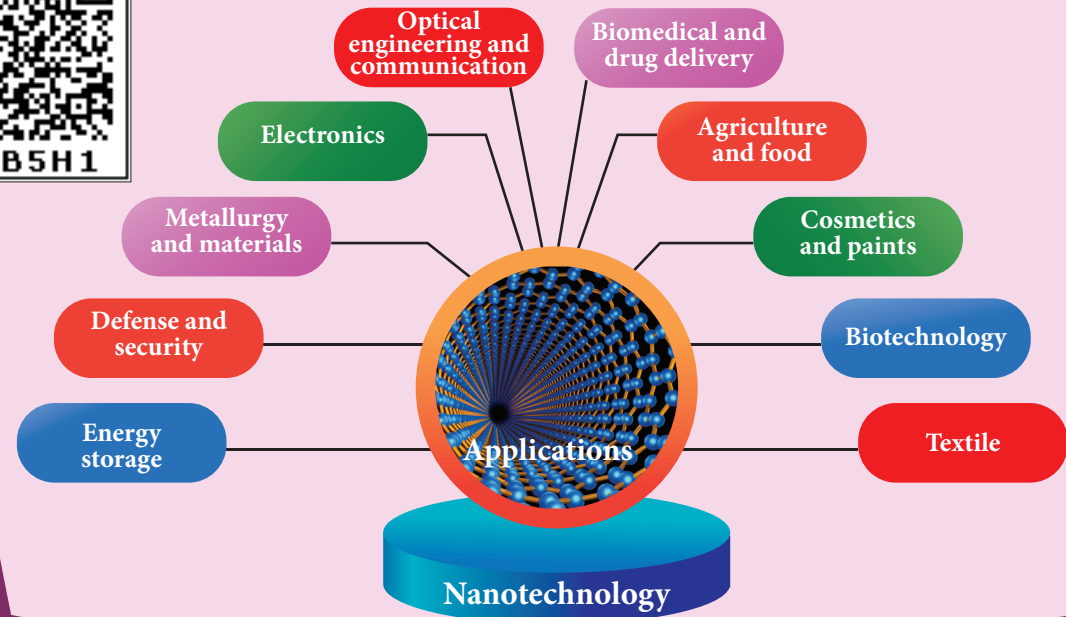 B5H1
Optical
engineering and
communication
Biomedical and
drug delivery
Electronics
Agriculture
and food
Metallurgy
and materials
Cosmetics
and paints
Defense and
security
Biotechnology
Energy
storage
Textile
Applications
Nanotechnology